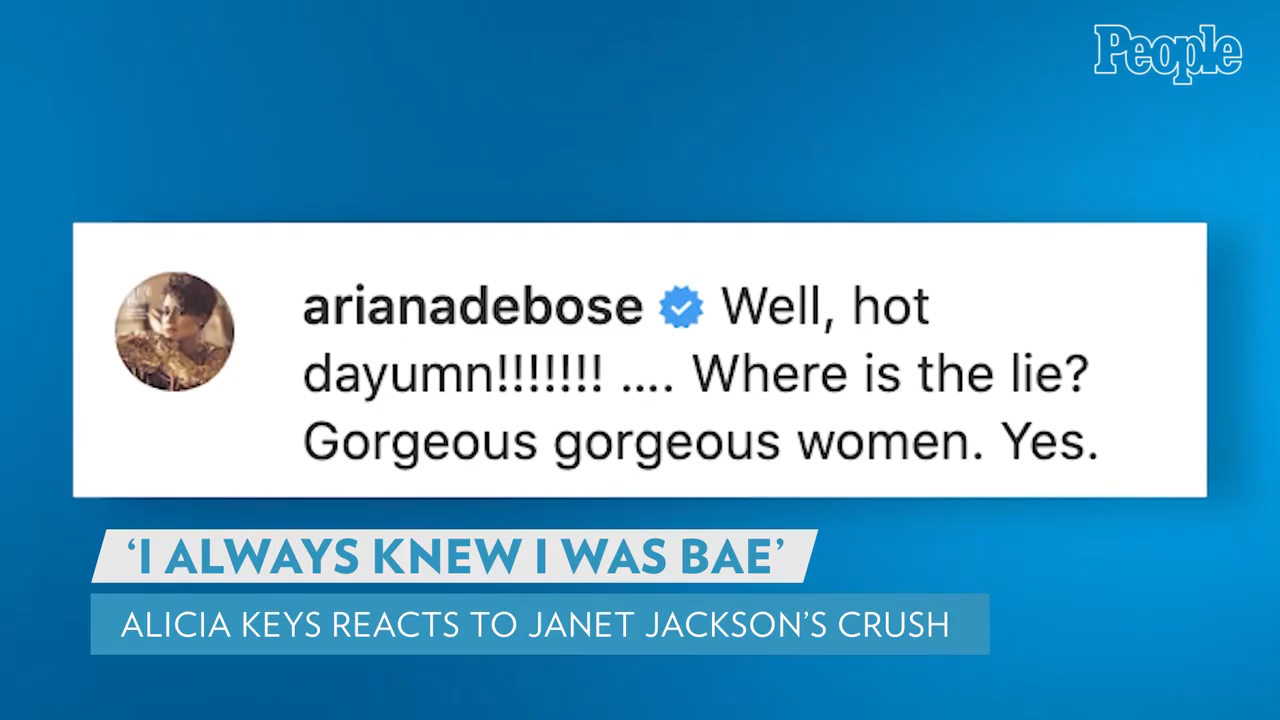 People
arianadebose Well, hot
dayumn!!!!!!! .... Where is the lie?
Gorgeous gorgeous women. Yes.
‘I ALWAYS KNEW I WAS BAE’
ALICIA KEYS REACTS TO JANET JACKSON’S CRUSH